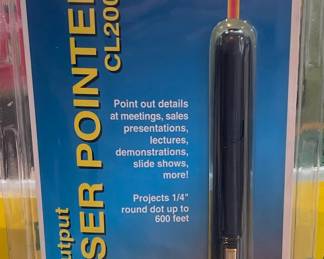 utput
SER POINTE
CL200
Point out details
at meetings, sales
presentations,
lectures,
demonstrations,
slide shows,
more!
Projects 1/4"
round dot up to
600 feet